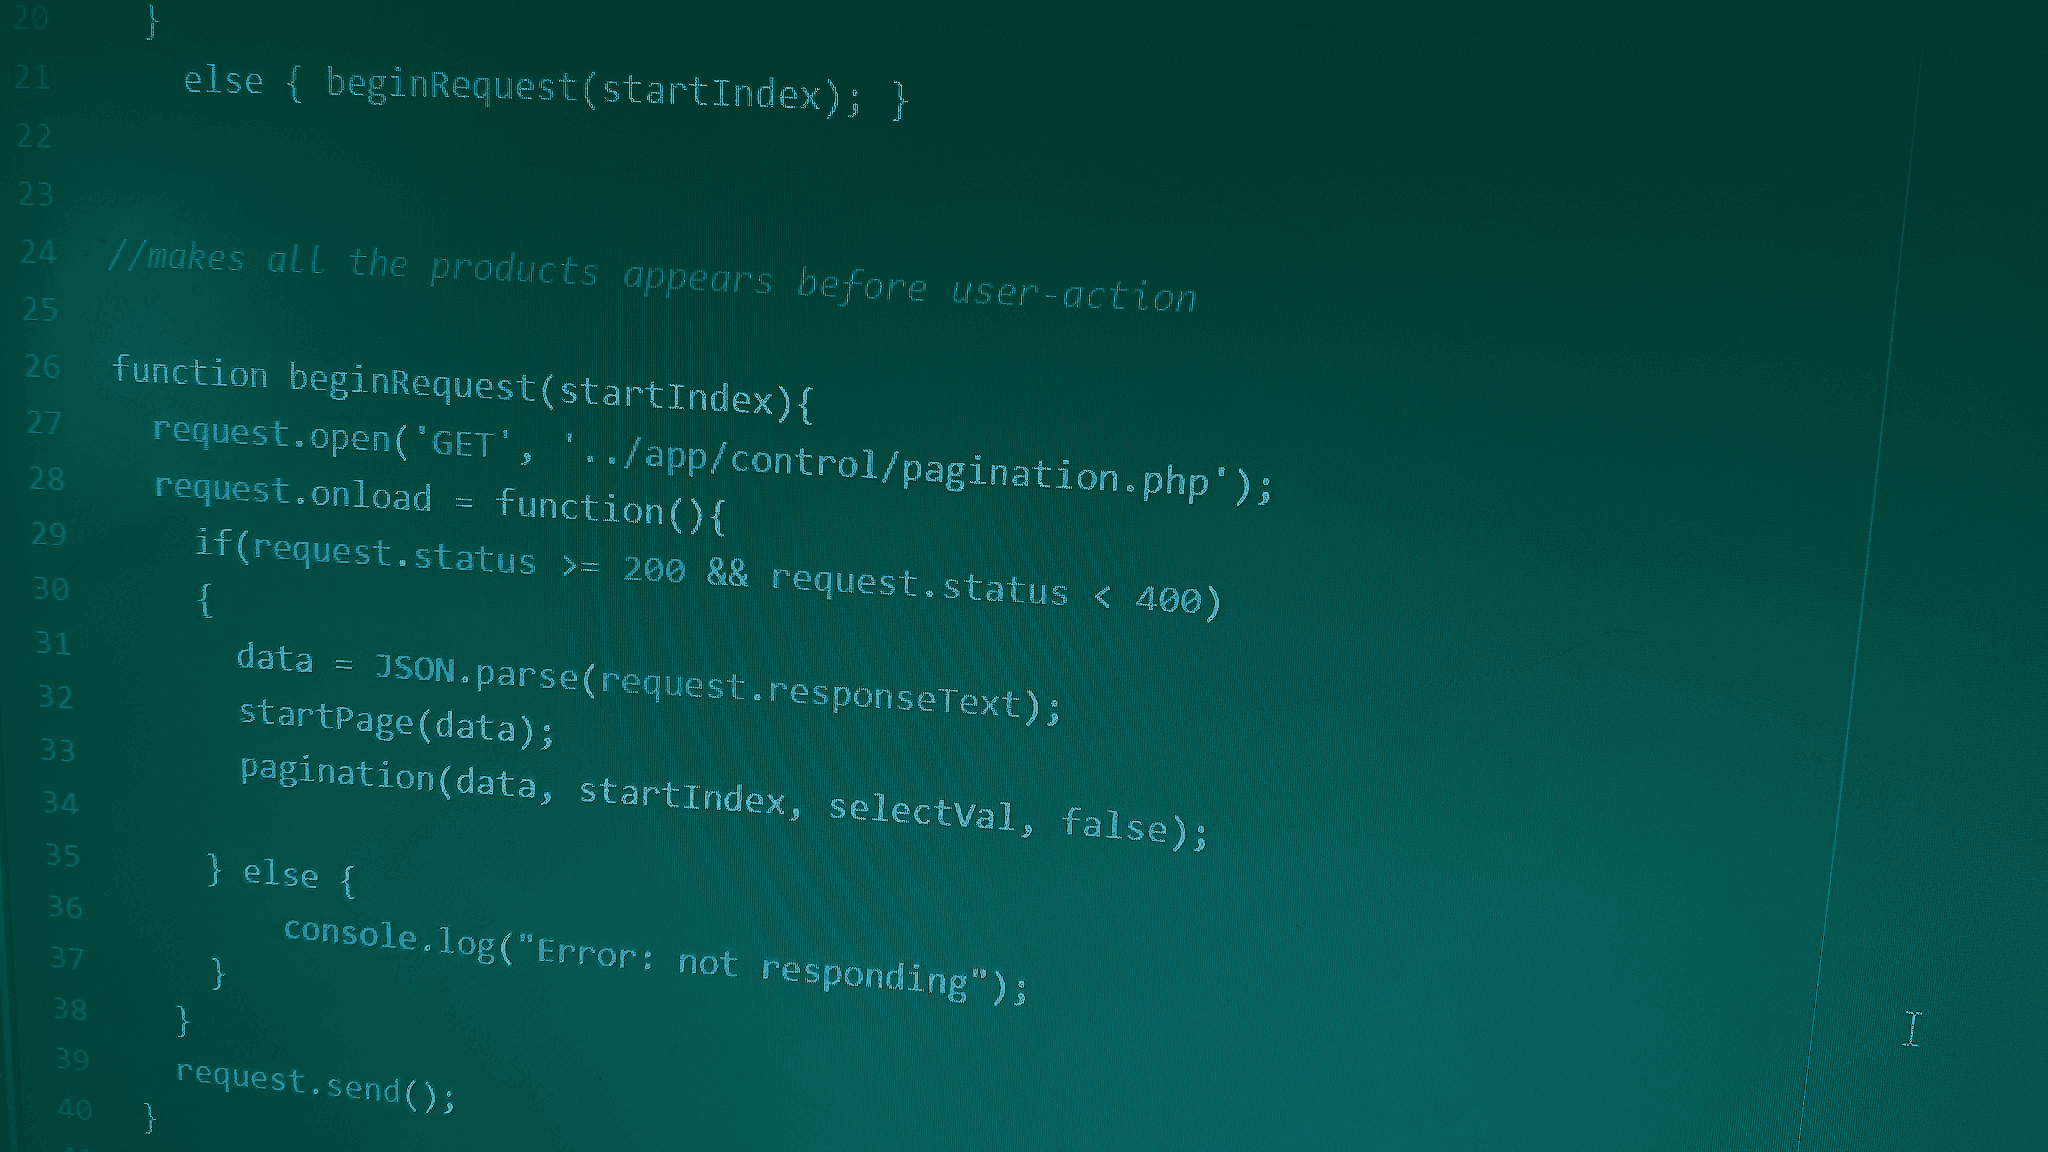 20 }
21 else { beginRequest(startIndex); }
22
23
24 //makes all the products appears before user-action
25
26 function beginRequest(startIndex){
27 request.open('GET', '../app/control/pagination.php');
28 request.onload = function(){
29 if(request.status >= 200 && request.status < 400)
30 {
31 data = JSON.parse(request.responseText);
32 startPage(data);
33 pagination(data, startIndex, selectVal, false);
34
35 } else {
36 console.log("Error: not responding");
37 }
38 }
39 request.send();
40 }